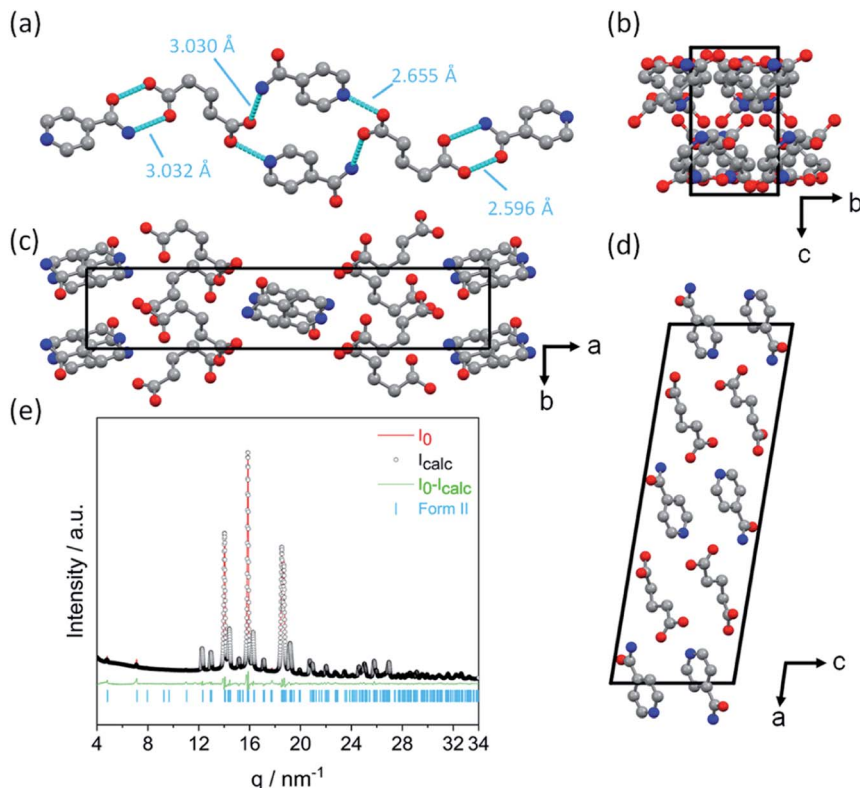 (a)
3.030 Å
2.655 Å
3.032 Å
2.596 Å
(b)
b
c
(c)
a
b
(d)
c
a
(e)
I0
Icalc
I0-Icalc
Form II
Intensity / a.u.
4 8 12 16 20 24 28 32 34
q / nm-1